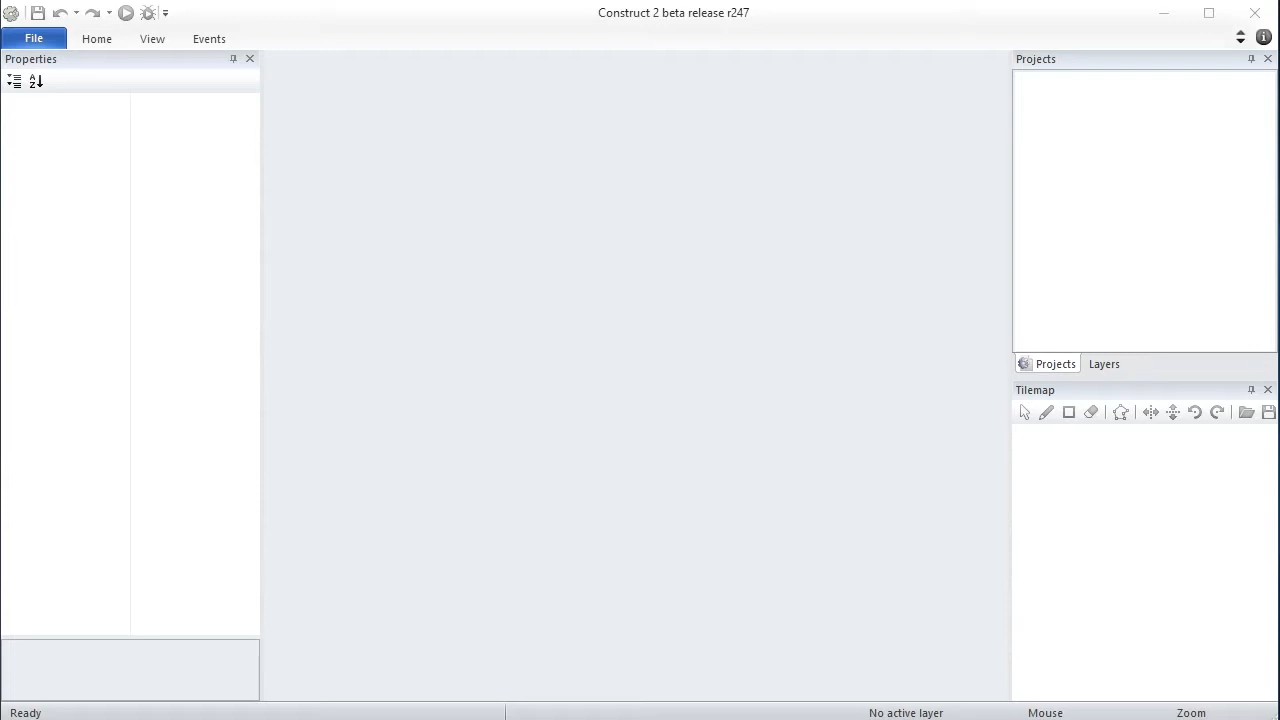 Construct 2 beta release r247
File
Home
View
Events
Properties
Projects
Projects
Layers
Tilemap
Ready
No active layer
Mouse
Zoom